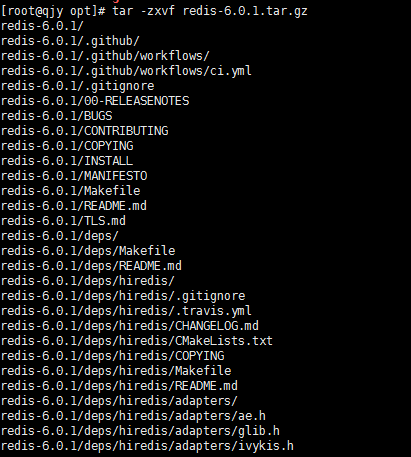 [root@qjy opt]# tar -zxvf redis-6.0.1.tar.gz
redis-6.0.1/
redis-6.0.1/.github/
redis-6.0.1/.github/workflows/
redis-6.0.1/.github/workflows/ci.yml
redis-6.0.1/.gitignore
redis-6.0.1/00-RELEASENOTES
redis-6.0.1/BUGS
redis-6.0.1/CONTRIBUTING
redis-6.0.1/COPYING
redis-6.0.1/INSTALL
redis-6.0.1/MANIFESTO
redis-6.0.1/Makefile
redis-6.0.1/README.md
redis-6.0.1/TLS.md
redis-6.0.1/deps/
redis-6.0.1/deps/Makefile
redis-6.0.1/deps/README.md
redis-6.0.1/deps/hiredis/
redis-6.0.1/deps/hiredis/.gitignore
redis-6.0.1/deps/hiredis/.travis.yml
redis-6.0.1/deps/hiredis/CHANGELOG.md
redis-6.0.1/deps/hiredis/CMakeLists.txt
redis-6.0.1/deps/hiredis/COPYING
redis-6.0.1/deps/hiredis/Makefile
redis-6.0.1/deps/hiredis/README.md
redis-6.0.1/deps/hiredis/adapters/
redis-6.0.1/deps/hiredis/adapters/ae.h
redis-6.0.1/deps/hiredis/adapters/glib.h
redis-6.0.1/deps/hiredis/adapters/ivykis.h